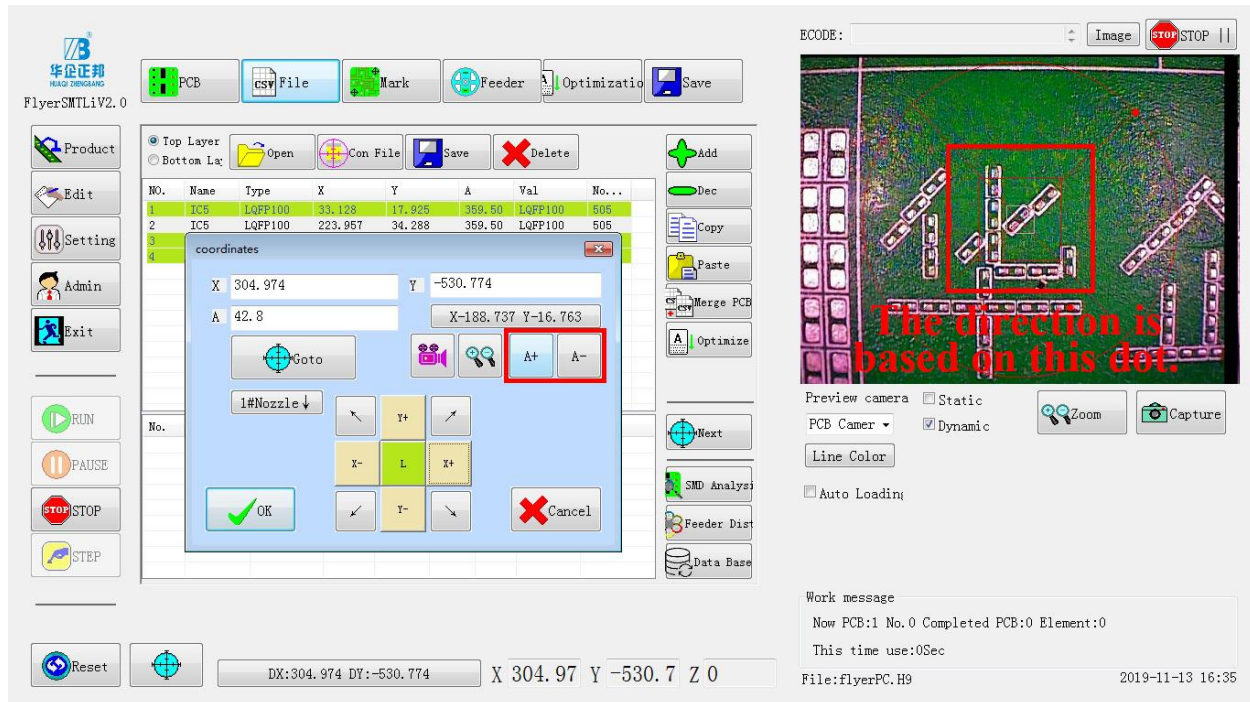 华企正邦
HUAQI ZHENGBANG
FlyerSMTLiV2.0
PCB
CSV File
Mark
Feeder
Optimizatio
Save
ECODE:
Image
STOP STOP ||
Product
Edit
Setting
Admin
Exit
RUN
PAUSE
STOP STOP
STEP
Reset
Top Layer
Bottom La
Open
Con File
Save
Delete
NO. Name Type X Y A Val No...
1 IC5 LQFP100 33.128 17.925 359.50 LQFP100 505
2 IC5 LQFP100 223.957 34.288 359.50 LQFP100 505
3
4
No.
coordinates
X 304.974 Y -530.774
A 42.8 X-188.737 Y-16.763
Goto
A+ A-
1#Nozzle↓
↖ Y+ ↗
X- L X+
↙ Y- ↘
OK
Cancel
Add
Dec
Copy
Paste
CSV CSV Merge PCB
A Optimize
Next
SMD Analysi
Feeder Dist
Data Base
The direction is
based on this dot.
Preview camera
PCB Camer
Static
Dynamic
Zoom
Capture
Line Color
Auto Loading
Work message
Now PCB:1 No.0 Completed PCB:0 Element:0
This time use:0Sec
DX:304.974 DY:-530.774
X 304.97 Y -530.7 Z 0
File:flyerPC.H9
2019-11-13 16:35